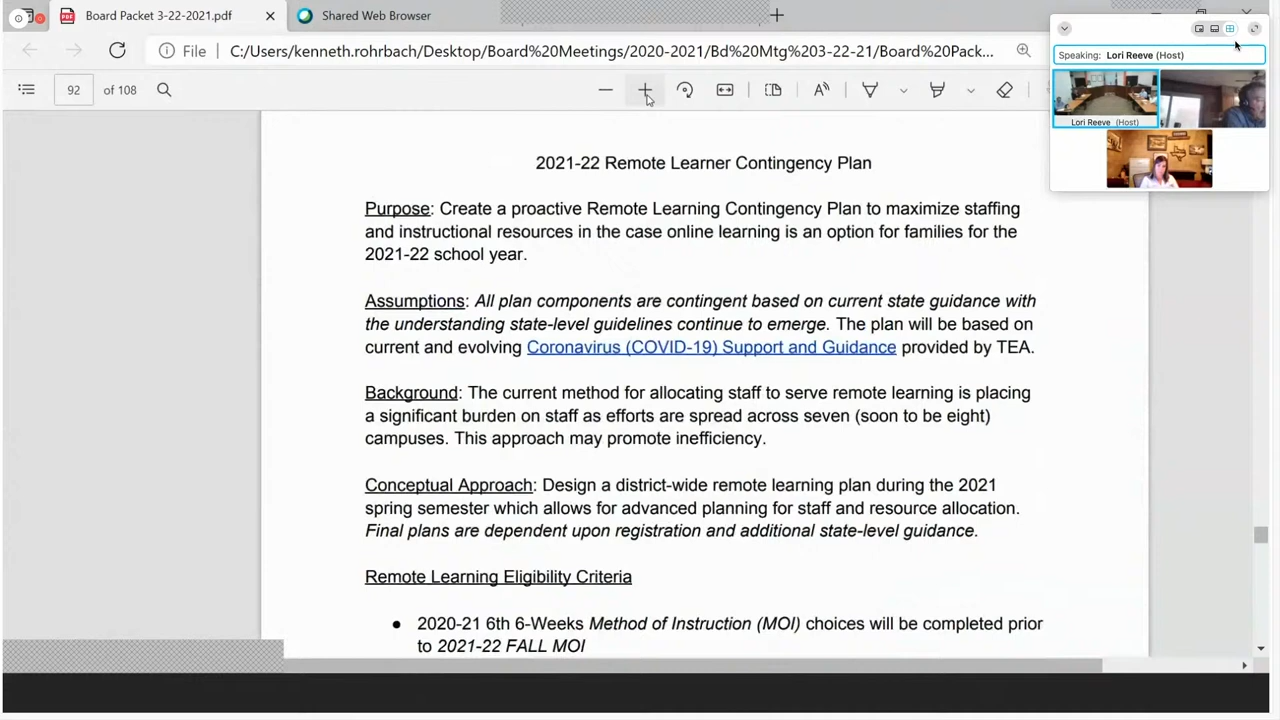 Board Packet 3-22-2021.pdf
Shared Web Browser
File
C:/Users/kenneth.rohrbach/Desktop/Board%20Meetings/2020-2021/Bd%20Mtg%203-22-21/Board%20Pack...
92 of 108
Speaking: Lori Reeve (Host)
Lori Reeve (Host)
2021-22 Remote Learner Contingency Plan
Purpose: Create a proactive Remote Learning Contingency Plan to maximize staffing
and instructional resources in the case online learning is an option for families for the
2021-22 school year.
Assumptions: All plan components are contingent based on current state guidance with
the understanding state-level guidelines continue to emerge. The plan will be based on
current and evolving Coronavirus (COVID-19) Support and Guidance provided by TEA.
Background: The current method for allocating staff to serve remote learning is placing
a significant burden on staff as efforts are spread across seven (soon to be eight)
campuses. This approach may promote inefficiency.
Conceptual Approach: Design a district-wide remote learning plan during the 2021
spring semester which allows for advanced planning for staff and resource allocation.
Final plans are dependent upon registration and additional state-level guidance.
Remote Learning Eligibility Criteria
● 2020-21 6th 6-Weeks Method of Instruction (MOI) choices will be completed prior
to 2021-22 FALL MOI